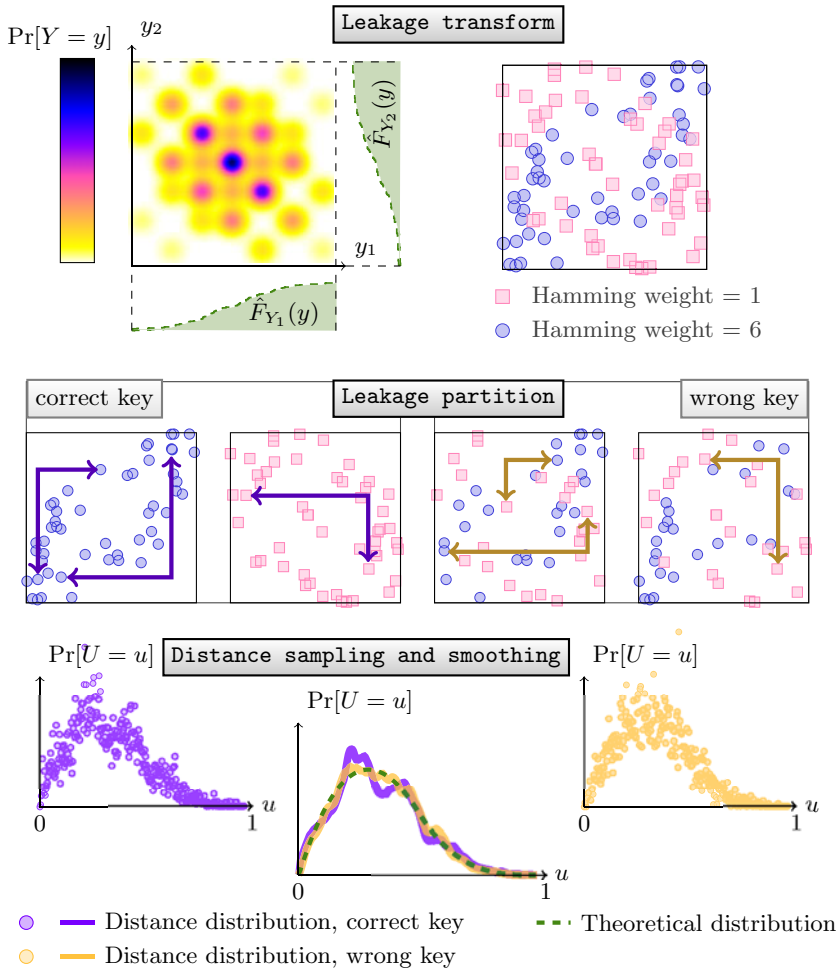 Leakage transform
Pr[Y = y]
y₂
F̂_{Y₂}(y)
y₁
F̂_{Y₁}(y)
Hamming weight = 1
Hamming weight = 6
correct key
Leakage partition
wrong key
Distance sampling and smoothing
Pr[U = u]
Pr[U = u]
Pr[U = u]
u
0
1
u
0
1
u
0
1
Distance distribution, correct key
Theoretical distribution
Distance distribution, wrong key